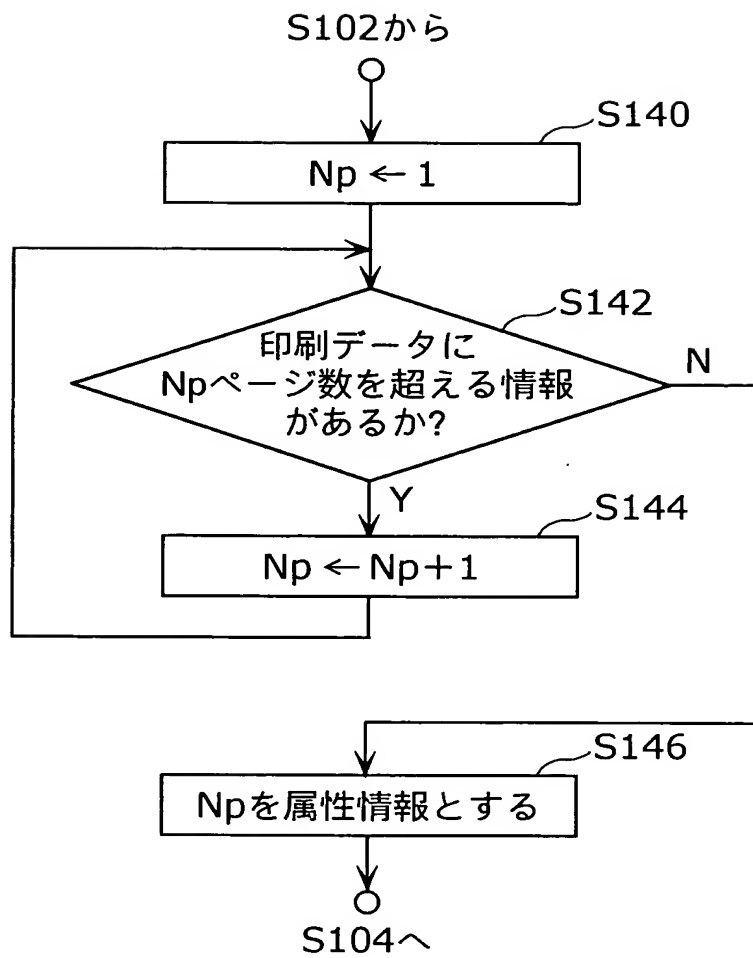 S102から
S140
Np ← 1
S142
印刷データに
Npページ数を超える情報
があるか?
N
Y
S144
Np ← Np+1
S146
Npを属性情報とする
S104へ